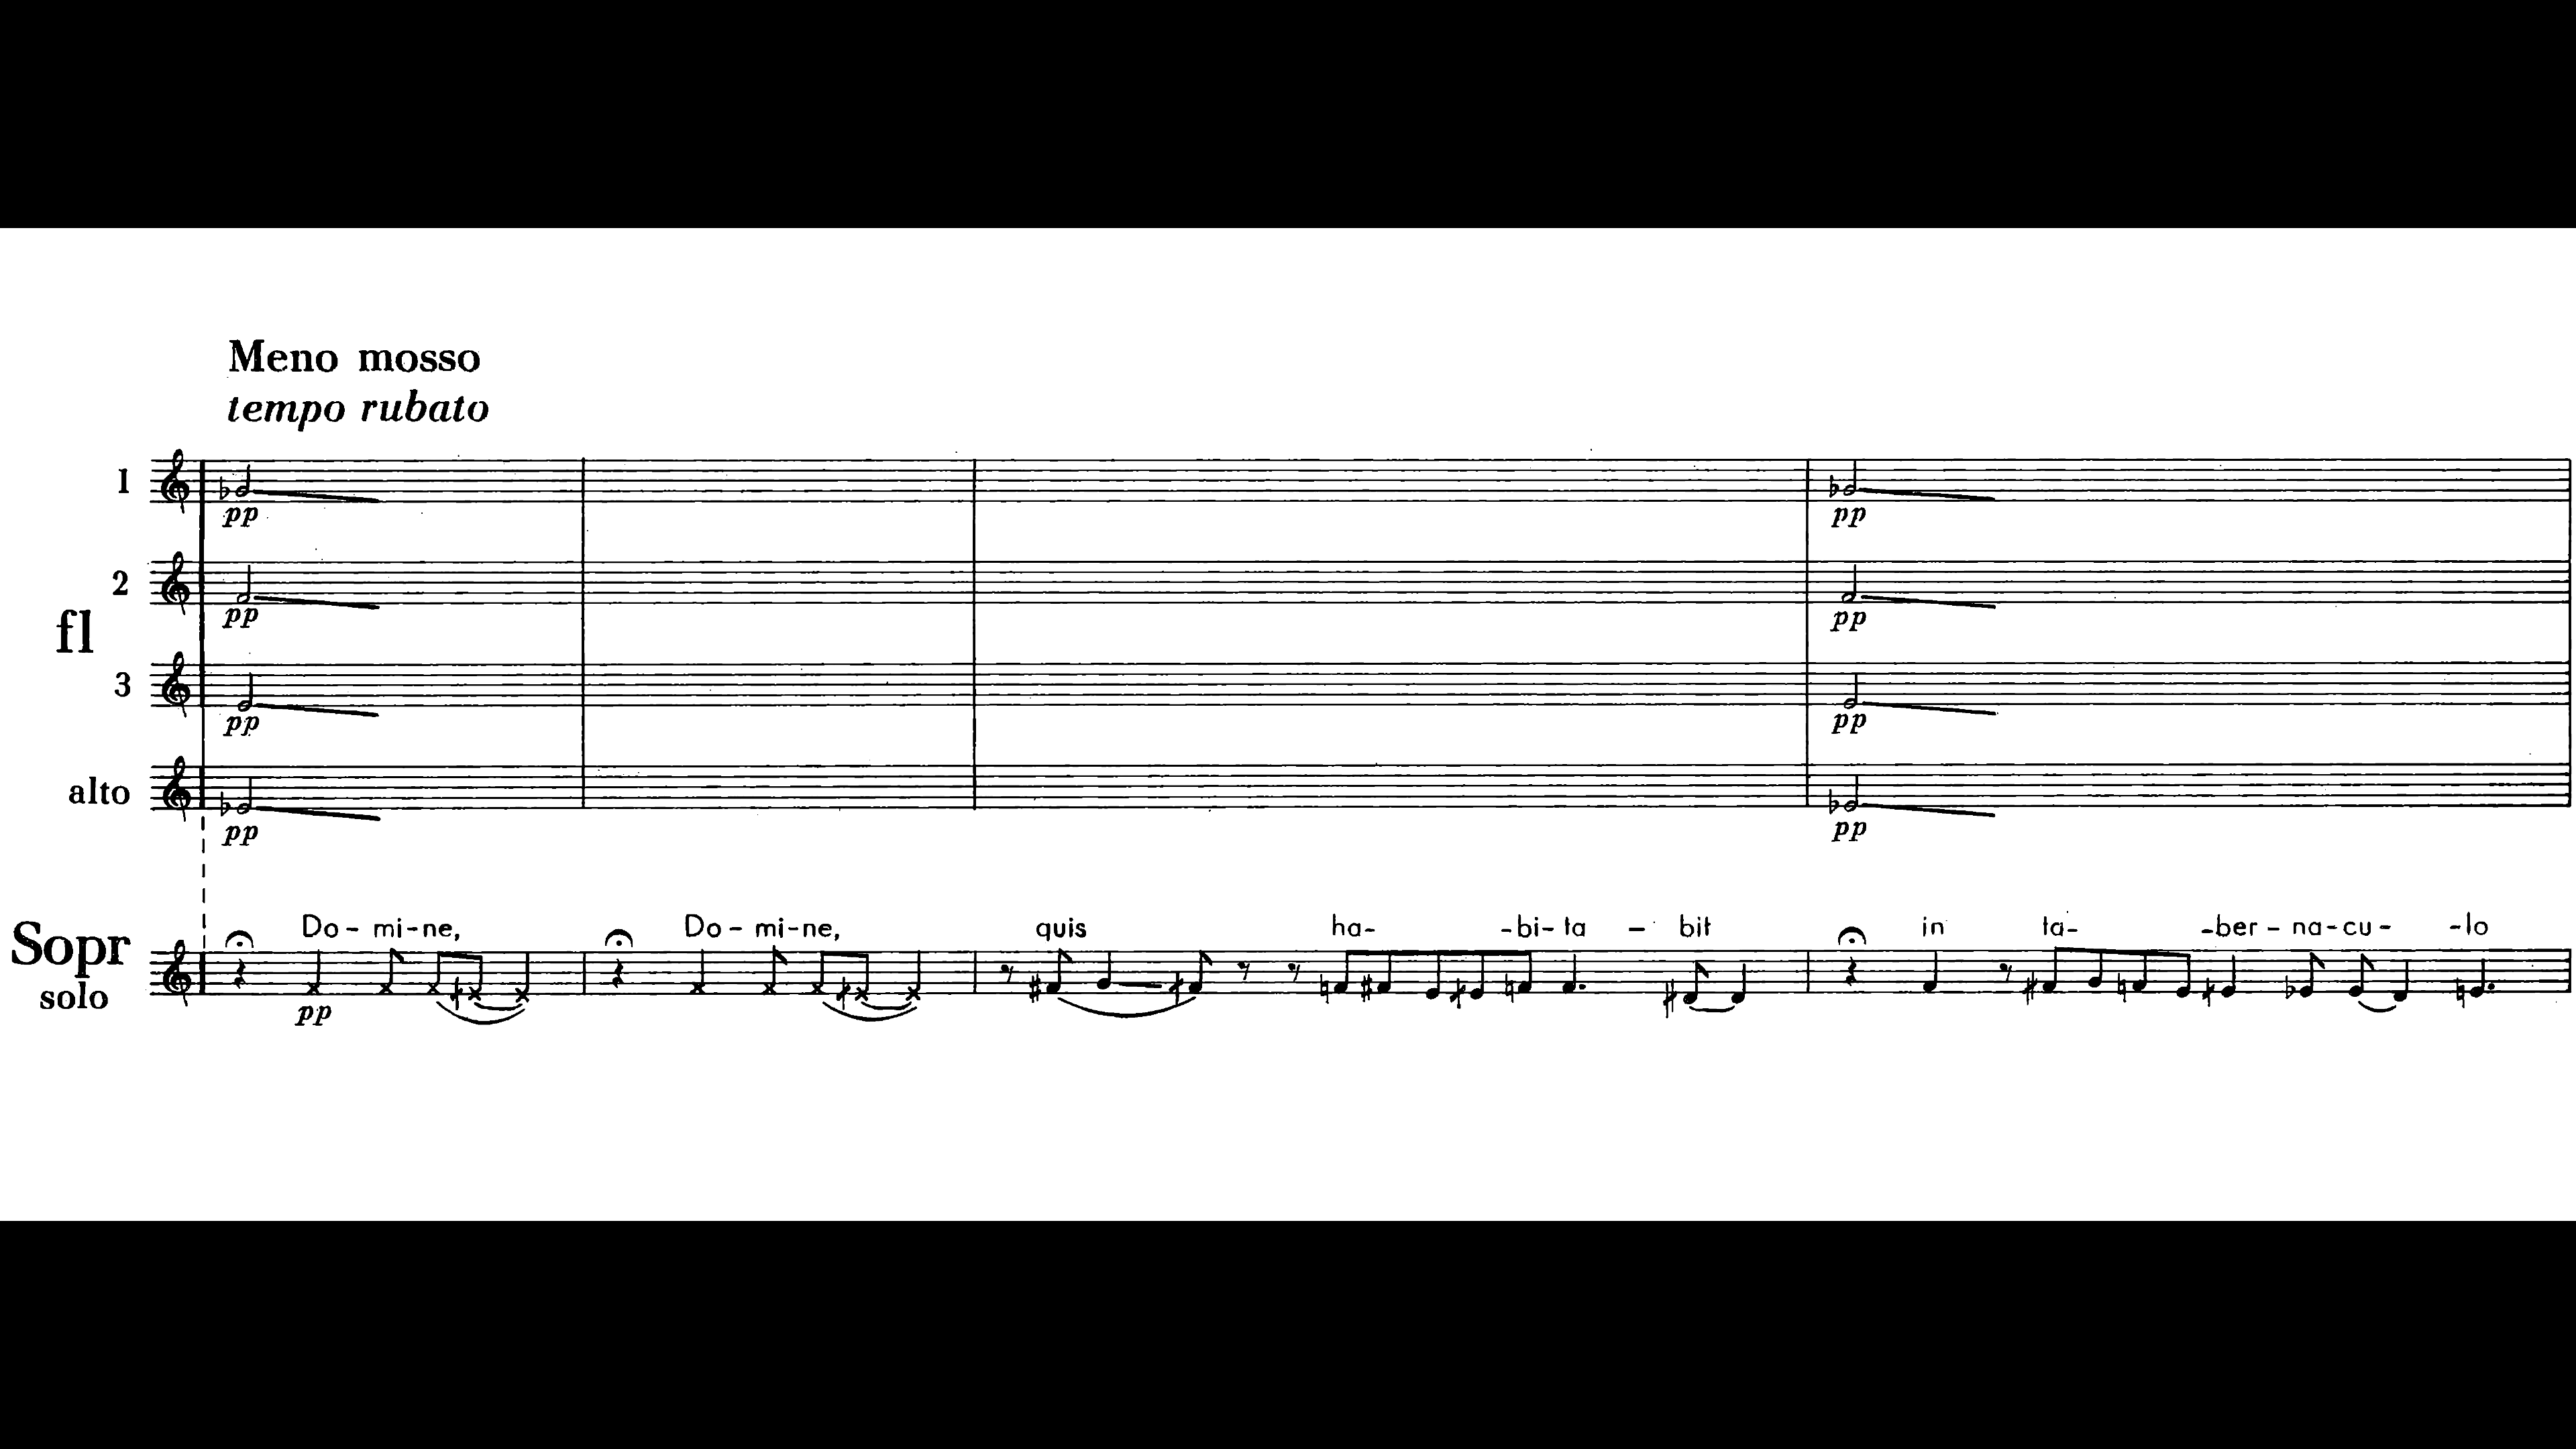 Meno mosso
tempo rubato
1
pp pp
2
fl
pp pp
3
pp pp
alto
pp pp
Sopr
solo
Do - mi - ne, Do - mi - ne, quis ha- -bi- ta - bit in ta- -ber - na - cu - -lo
pp